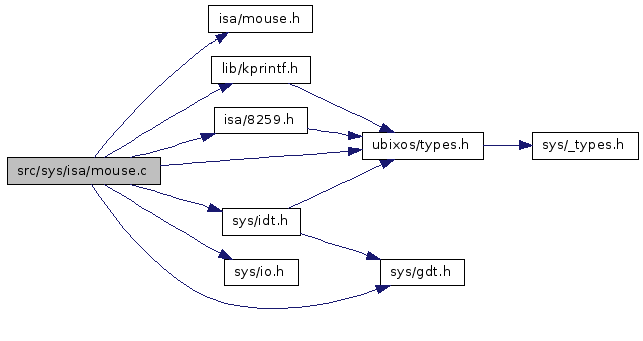 isa/mouse.h
lib/kprintf.h
isa/8259.h
ubixos/types.h
sys/_types.h
src/sys/isa/mouse.c
sys/idt.h
sys/io.h
sys/gdt.h